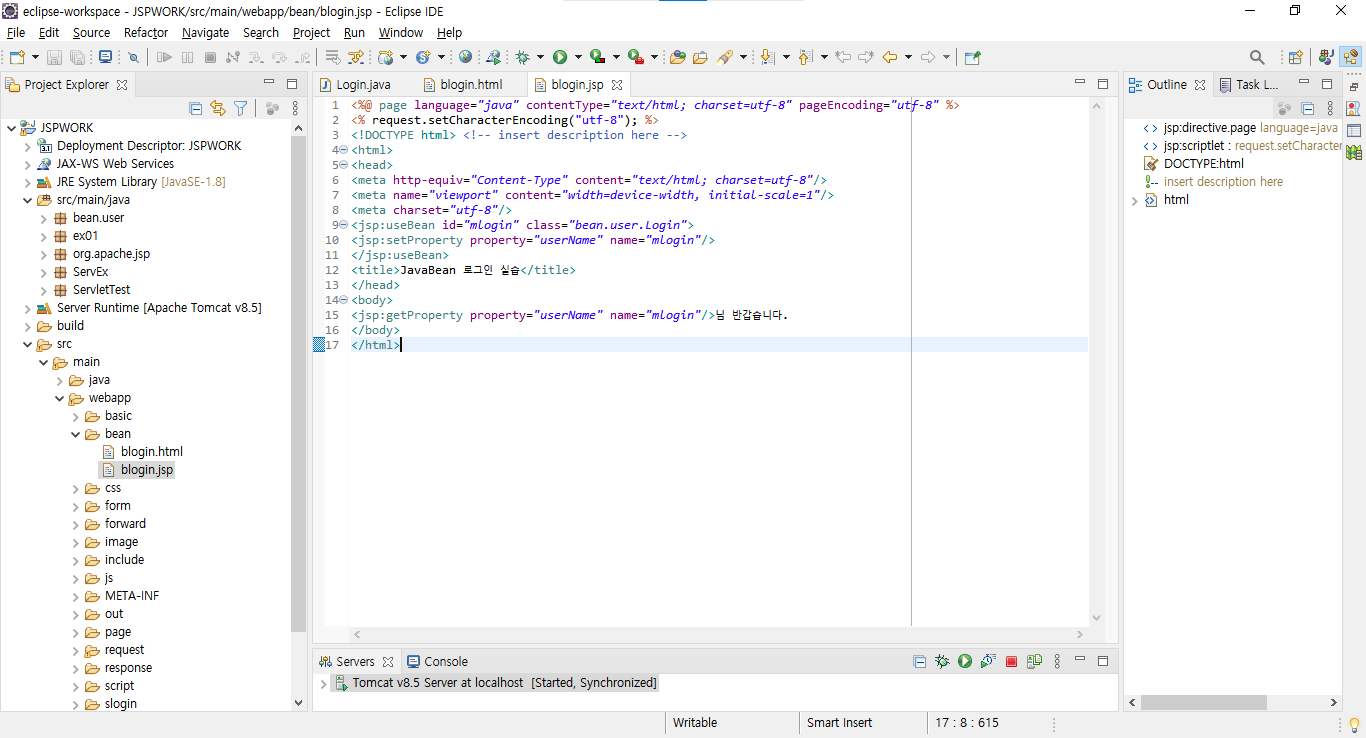 eclipse-workspace - JSPWORK/src/main/webapp/bean/blogin.jsp - Eclipse IDE
File Edit Source Refactor Navigate Search Project Run Window Help
Project Explorer
JSPWORK
Deployment Descriptor: JSPWORK
JAX-WS Web Services
JRE System Library [JavaSE-1.8]
src/main/java
bean.user
ex01
org.apache.jsp
ServEx
ServletTest
Server Runtime [Apache Tomcat v8.5]
build
src
main
java
webapp
basic
bean
blogin.html
blogin.jsp
css
form
forward
image
include
js
META-INF
out
page
request
response
script
slogin
Login.java blogin.html blogin.jsp
1 <%@ page language="java" contentType="text/html; charset=utf-8" pageEncoding="utf-8" %>
2 <% request.setCharacterEncoding("utf-8"); %>
3 <!DOCTYPE html> <!-- insert description here -->
4 <html>
5 <head>
6 <meta http-equiv="Content-Type" content="text/html; charset=utf-8"/>
7 <meta name="viewport" content="width=device-width, initial-scale=1"/>
8 <meta charset="utf-8"/>
9 <jsp:useBean id="mlogin" class="bean.user.Login">
10 <jsp:setProperty property="userName" name="mlogin"/>
11 </jsp:useBean>
12 <title>JavaBean 로그인 실습</title>
13 </head>
14 <body>
15 <jsp:getProperty property="userName" name="mlogin"/>님 반갑습니다.
16 </body>
17 </html>
Servers Console
Tomcat v8.5 Server at localhost [Started, Synchronized]
Outline Task L...
jsp:directive.page language=java
jsp:scriptlet : request.setCharacter
DOCTYPE:html
insert description here
html
Writable Smart Insert 17 : 8 : 615